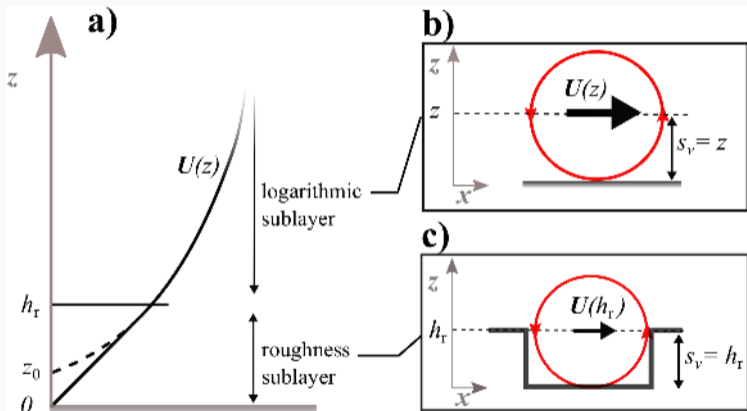 a)
z
U(z)
logarithmic
sublayer
h_r
roughness
sublayer
z_0
0
b)
z
U(z)
z
s_v= z
x
c)
z
U(h_r)
h_r
s_v= h_r
x